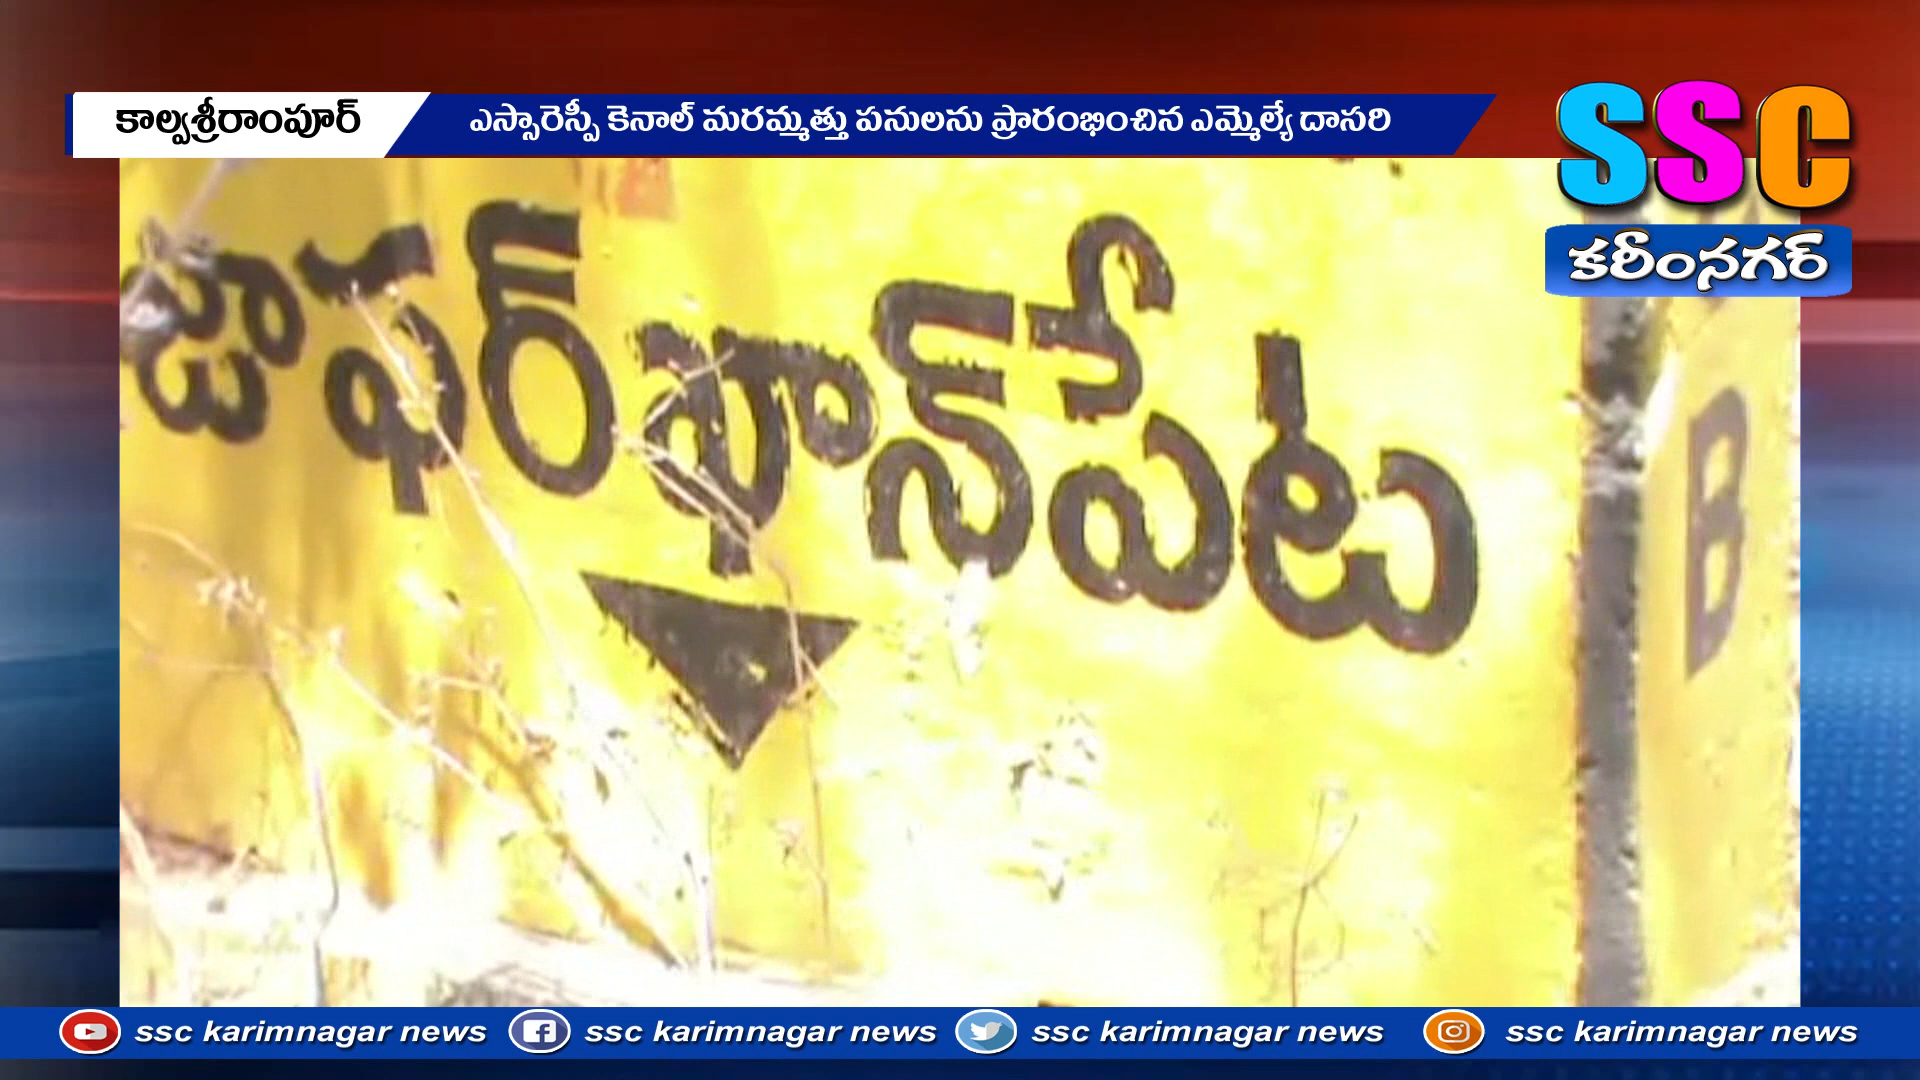 కాల్వశ్రీరాంపూర్ ఎస్సారెస్పీ కెనాల్ మరమ్మత్తు పనులను ప్రారంభించిన ఎమ్మెల్యే దాసరి
SSC
కరీంనగర్
జాఫర్ఖాన్‌పేట
B
ssc karimnagar news ssc karimnagar news ssc karimnagar news ssc karimnagar news